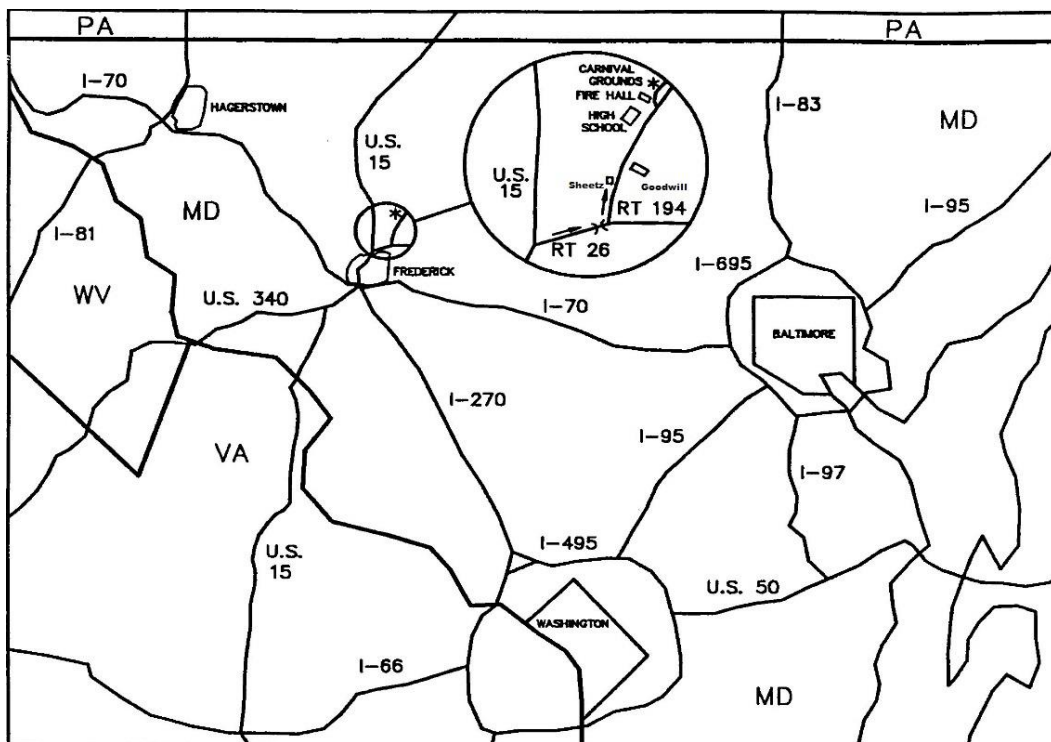 PA
PA
I-70
HAGERSTOWN
U.S.
15
CARNIVAL
GROUNDS
FIRE HALL
HIGH
SCHOOL
U.S.
15
Sheetz
Goodwill
RT 194
RT 26
I-83
MD
MD
I-95
I-81
WV
U.S. 340
FREDERICK
I-70
I-695
BALTIMORE
I-270
I-95
I-97
VA
U.S.
15
I-495
U.S. 50
WASHINGTON
I-66
MD